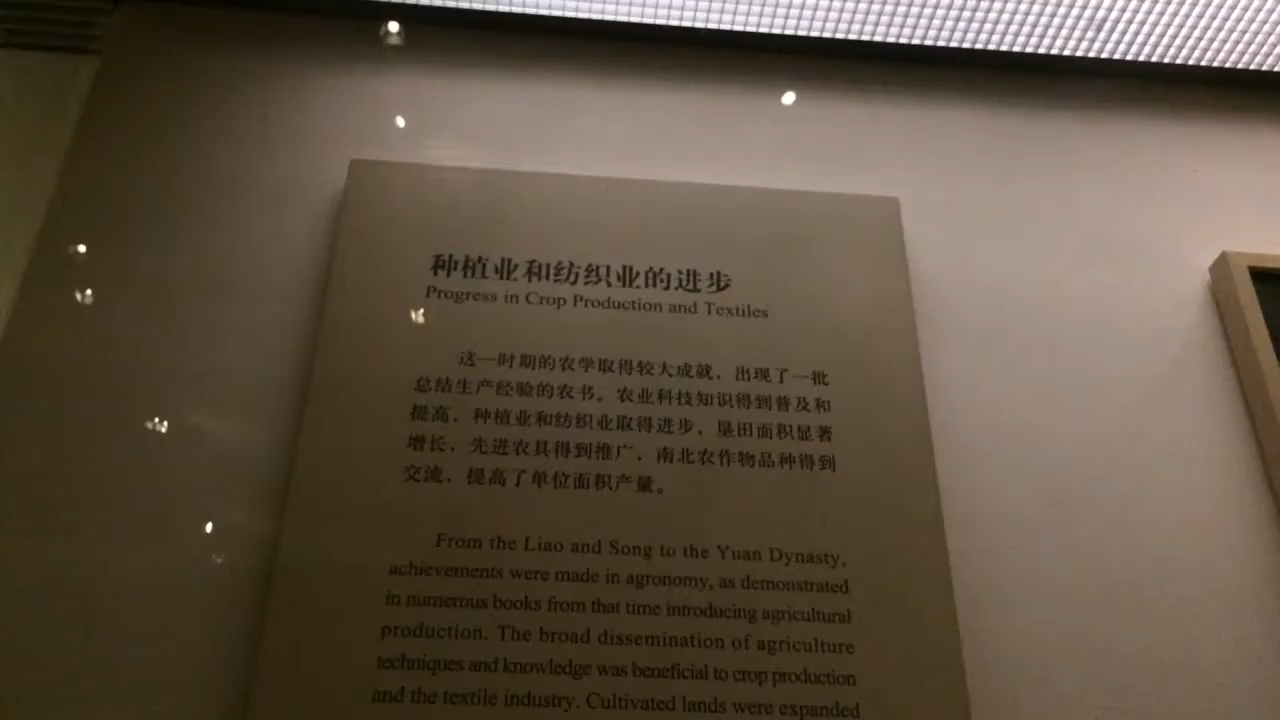 种植业和纺织业的进步
Progress in Crop Production and Textiles
这一时期的农学取得较大成就，出现了一批
总结生产经验的农书。农业科技知识得到普及和
提高，种植业和纺织业取得进步，垦田面积显著
增长，先进农具得到推广，南北农作物品种得到
交流，提高了单位面积产量。
From the Liao and Song to the Yuan Dynasty,
achievements were made in agronomy, as demonstrated
in numerous books from that time introducing agricultural
production. The broad dissemination of agriculture
techniques and knowledge was beneficial to crop production
and the textile industry. Cultivated lands were expanded